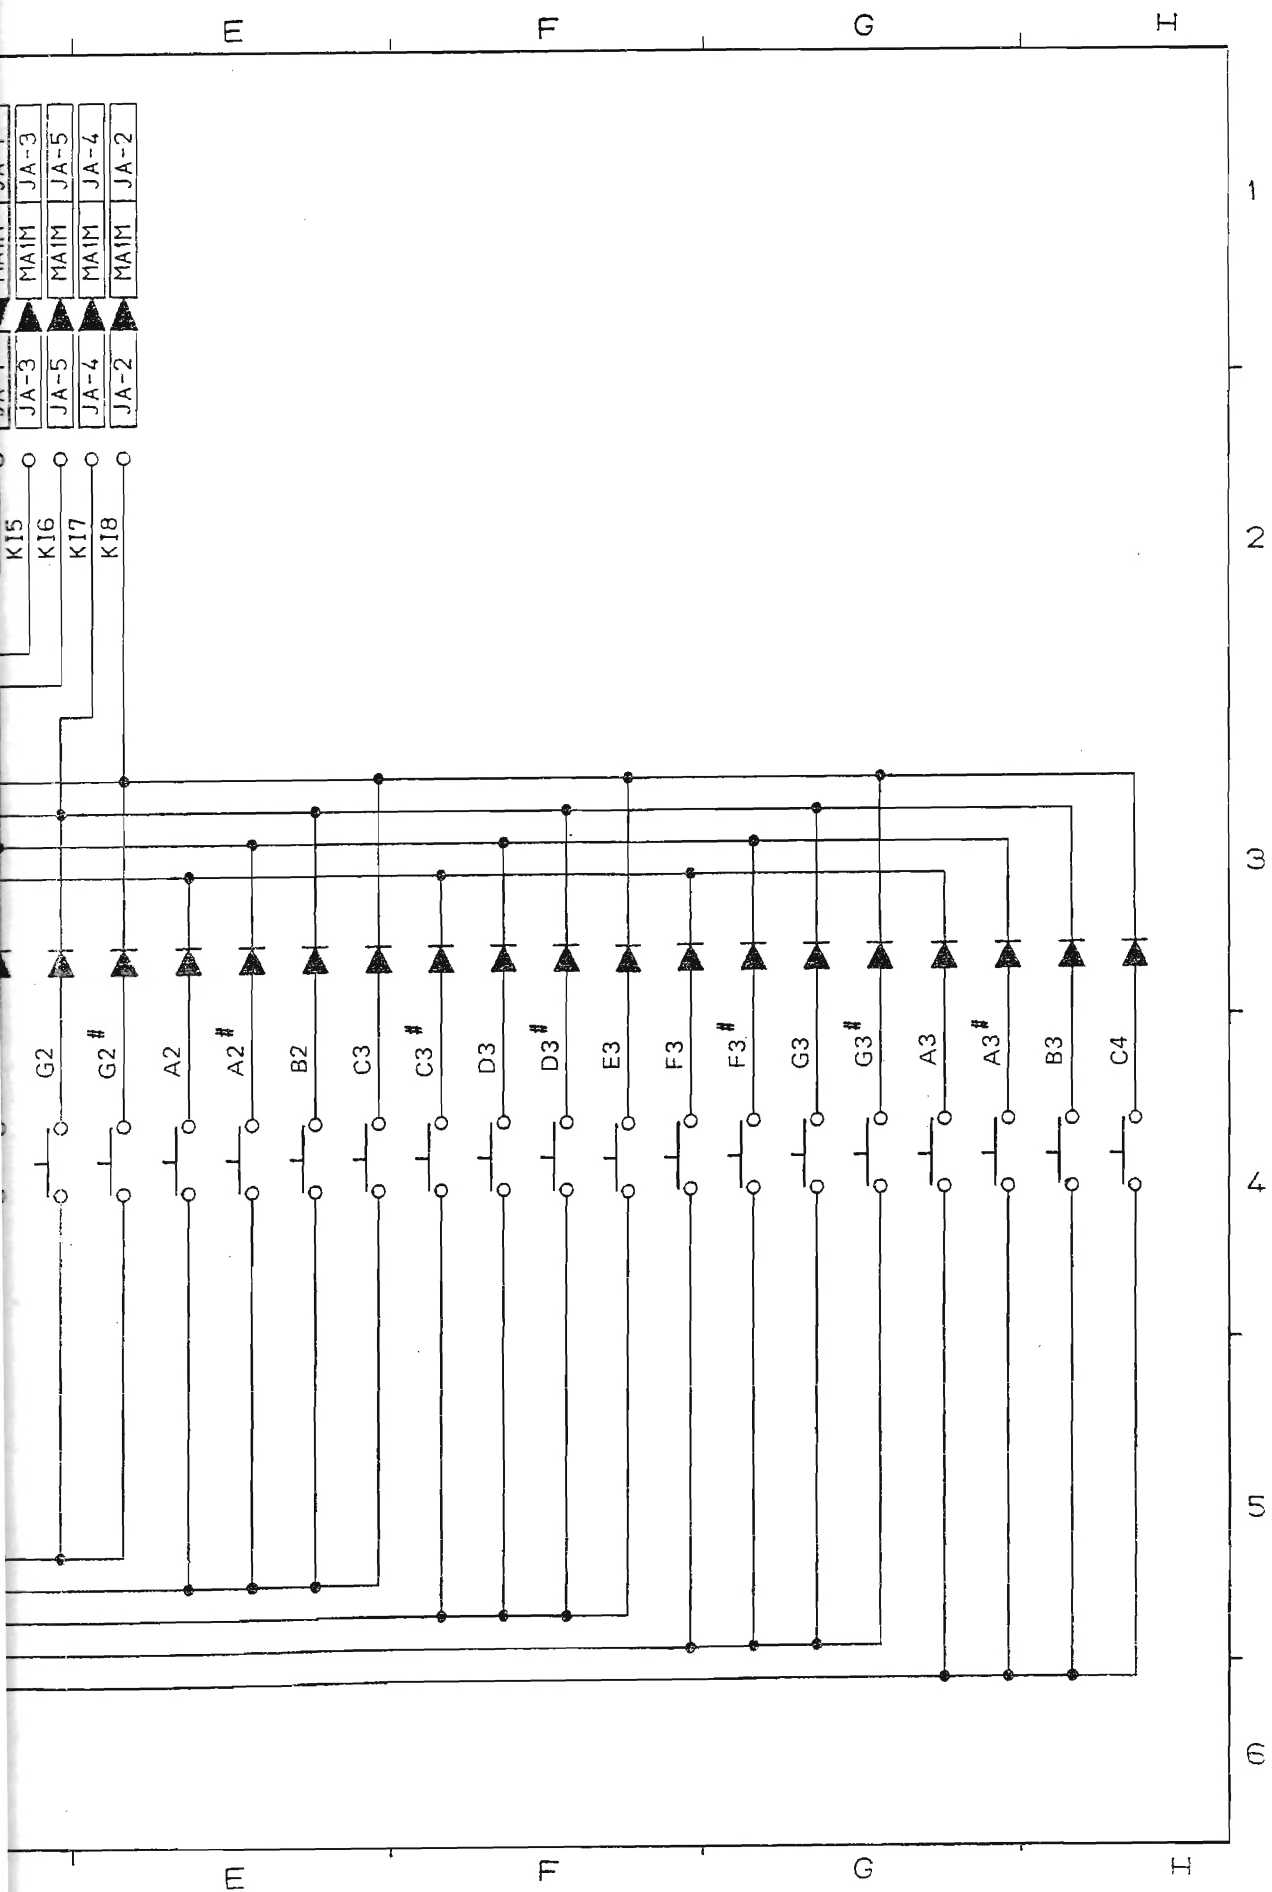 E F G H
JA-3 MA1M JA-3
JA-5 MA1M JA-5
JA-4 MA1M JA-4
JA-2 MA1M JA-2
1
KI5
KI6
KI7
KI8
2
3
G2
G2#
A2
A2#
B2
C3
C3#
D3
D3#
E3
F3
F3#
G3
G3#
A3
A3#
B3
C4
4
5
6
E F G H